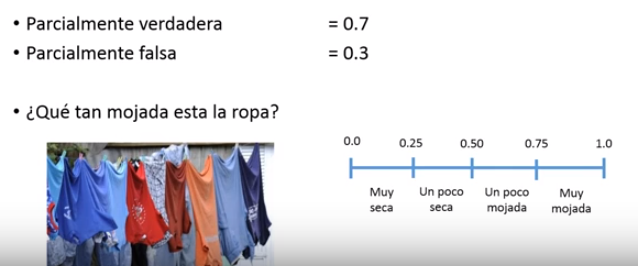 • Parcialmente verdadera = 0.7
• Parcialmente falsa = 0.3
• ¿Qué tan mojada esta la ropa?
0.0 0.25 0.50 0.75 1.0
Muy seca
Un poco seca
Un poco mojada
Muy mojada